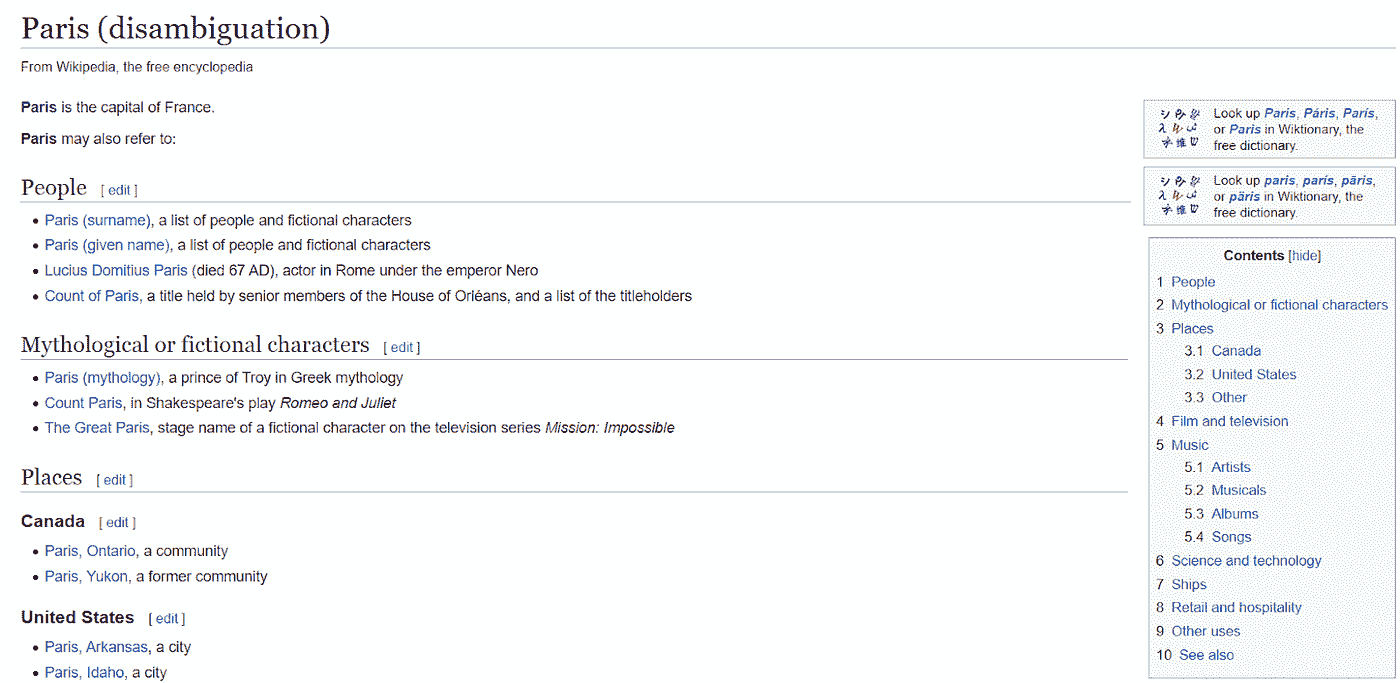 Paris (disambiguation)
From Wikipedia, the free encyclopedia
Paris is the capital of France.
Paris may also refer to:
People [ edit ]
Paris (surname), a list of people and fictional characters
Paris (given name), a list of people and fictional characters
Lucius Domitius Paris (died 67 AD), actor in Rome under the emperor Nero
Count of Paris, a title held by senior members of the House of Orléans, and a list of the titleholders
Mythological or fictional characters [ edit ]
Paris (mythology), a prince of Troy in Greek mythology
Count Paris, in Shakespeare's play Romeo and Juliet
The Great Paris, stage name of a fictional character on the television series Mission: Impossible
Places [ edit ]
Canada [ edit ]
Paris, Ontario, a community
Paris, Yukon, a former community
United States [ edit ]
Paris, Arkansas, a city
Paris, Idaho, a city
Look up Paris, Páris, París,
or Paris in Wiktionary, the
free dictionary.
Look up paris, parís, pāris,
or päris in Wiktionary, the
free dictionary.
Contents [hide]
1 People
2 Mythological or fictional characters
3 Places
3.1 Canada
3.2 United States
3.3 Other
4 Film and television
5 Music
5.1 Artists
5.2 Musicals
5.3 Albums
5.4 Songs
6 Science and technology
7 Ships
8 Retail and hospitality
9 Other uses
10 See also